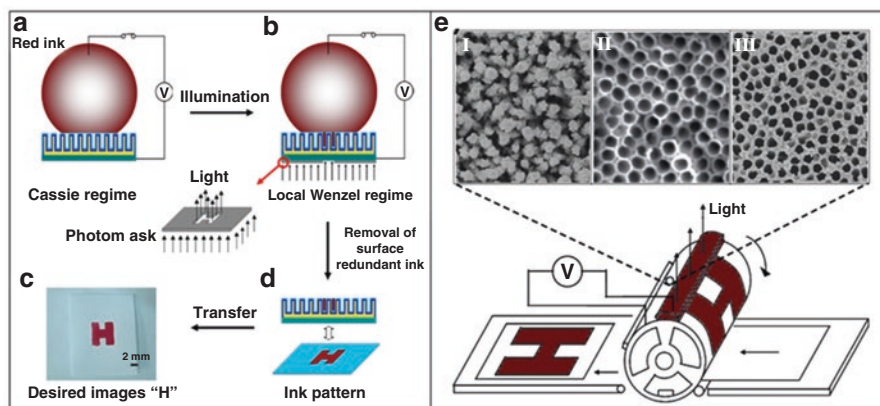 a
Red ink
V
Illumination
b
V
Cassie regime
Light
Photom ask
Local Wenzel regime
Removal of
surface
redundant ink
c
H
2 mm
Desired images “H”
Transfer
d
H
Ink pattern
e
I
II
III
Light
V
H
H